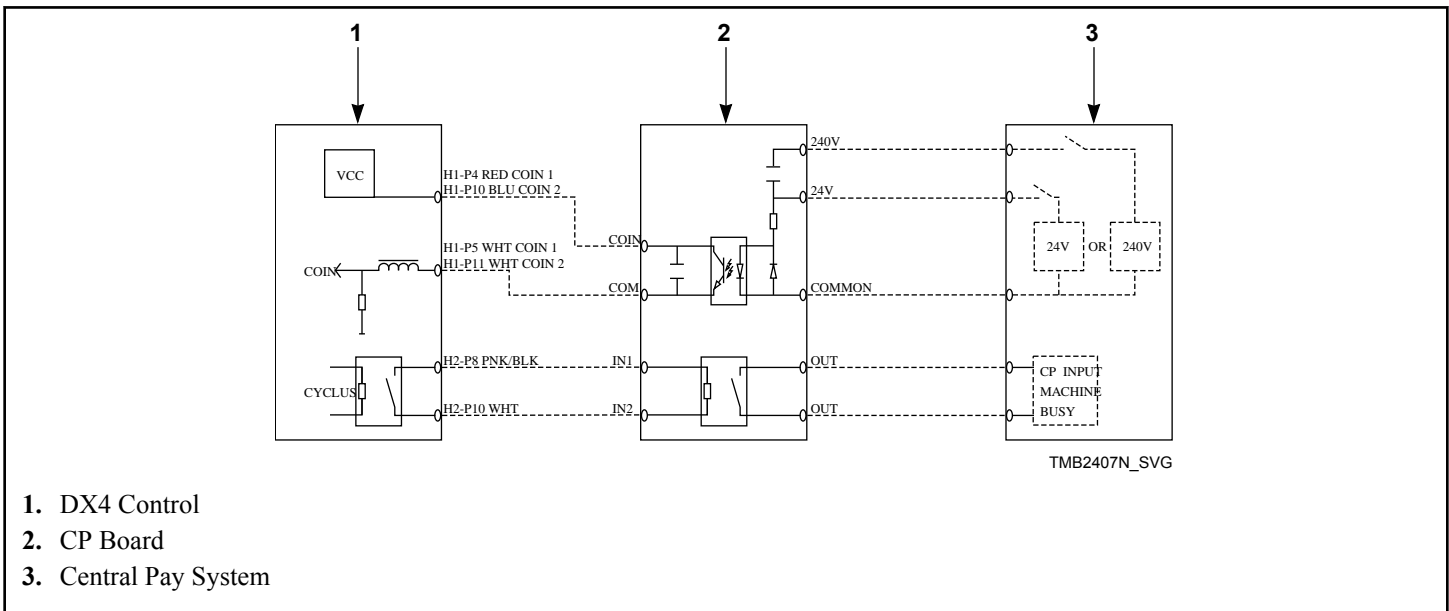 1
2
3
VCC
H1-P4 RED COIN 1
H1-P10 BLU COIN 2
H1-P5 WHT COIN 1
H1-P11 WHT COIN 2
COIN
H2-P8 PNK/BLK
CYCLUS
H2-P10 WHT
COIN
COM
IN1
IN2
240V
24V
COMMON
OUT
OUT
24V
OR
240V
CP INPUT
MACHINE
BUSY
TMB2407N_SVG
1. DX4 Control
2. CP Board
3. Central Pay System